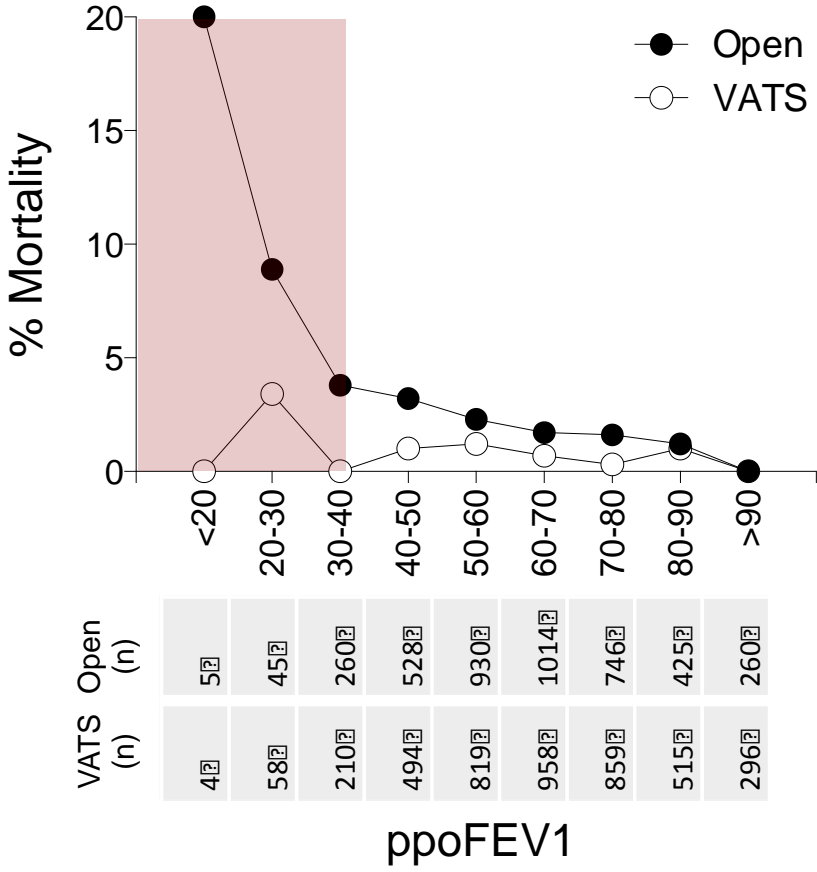 Open
VATS
% Mortality
20
15
10
5
0
<20
20-30
30-40
40-50
50-60
60-70
70-80
80-90
>90
Open (n)
5⍰ 45⍰ 260⍰ 528⍰ 930⍰ 1014⍰ 746⍰ 425⍰ 260⍰
VATS (n)
4⍰ 58⍰ 210⍰ 494⍰ 819⍰ 958⍰ 859⍰ 515⍰ 296⍰
ppoFEV1